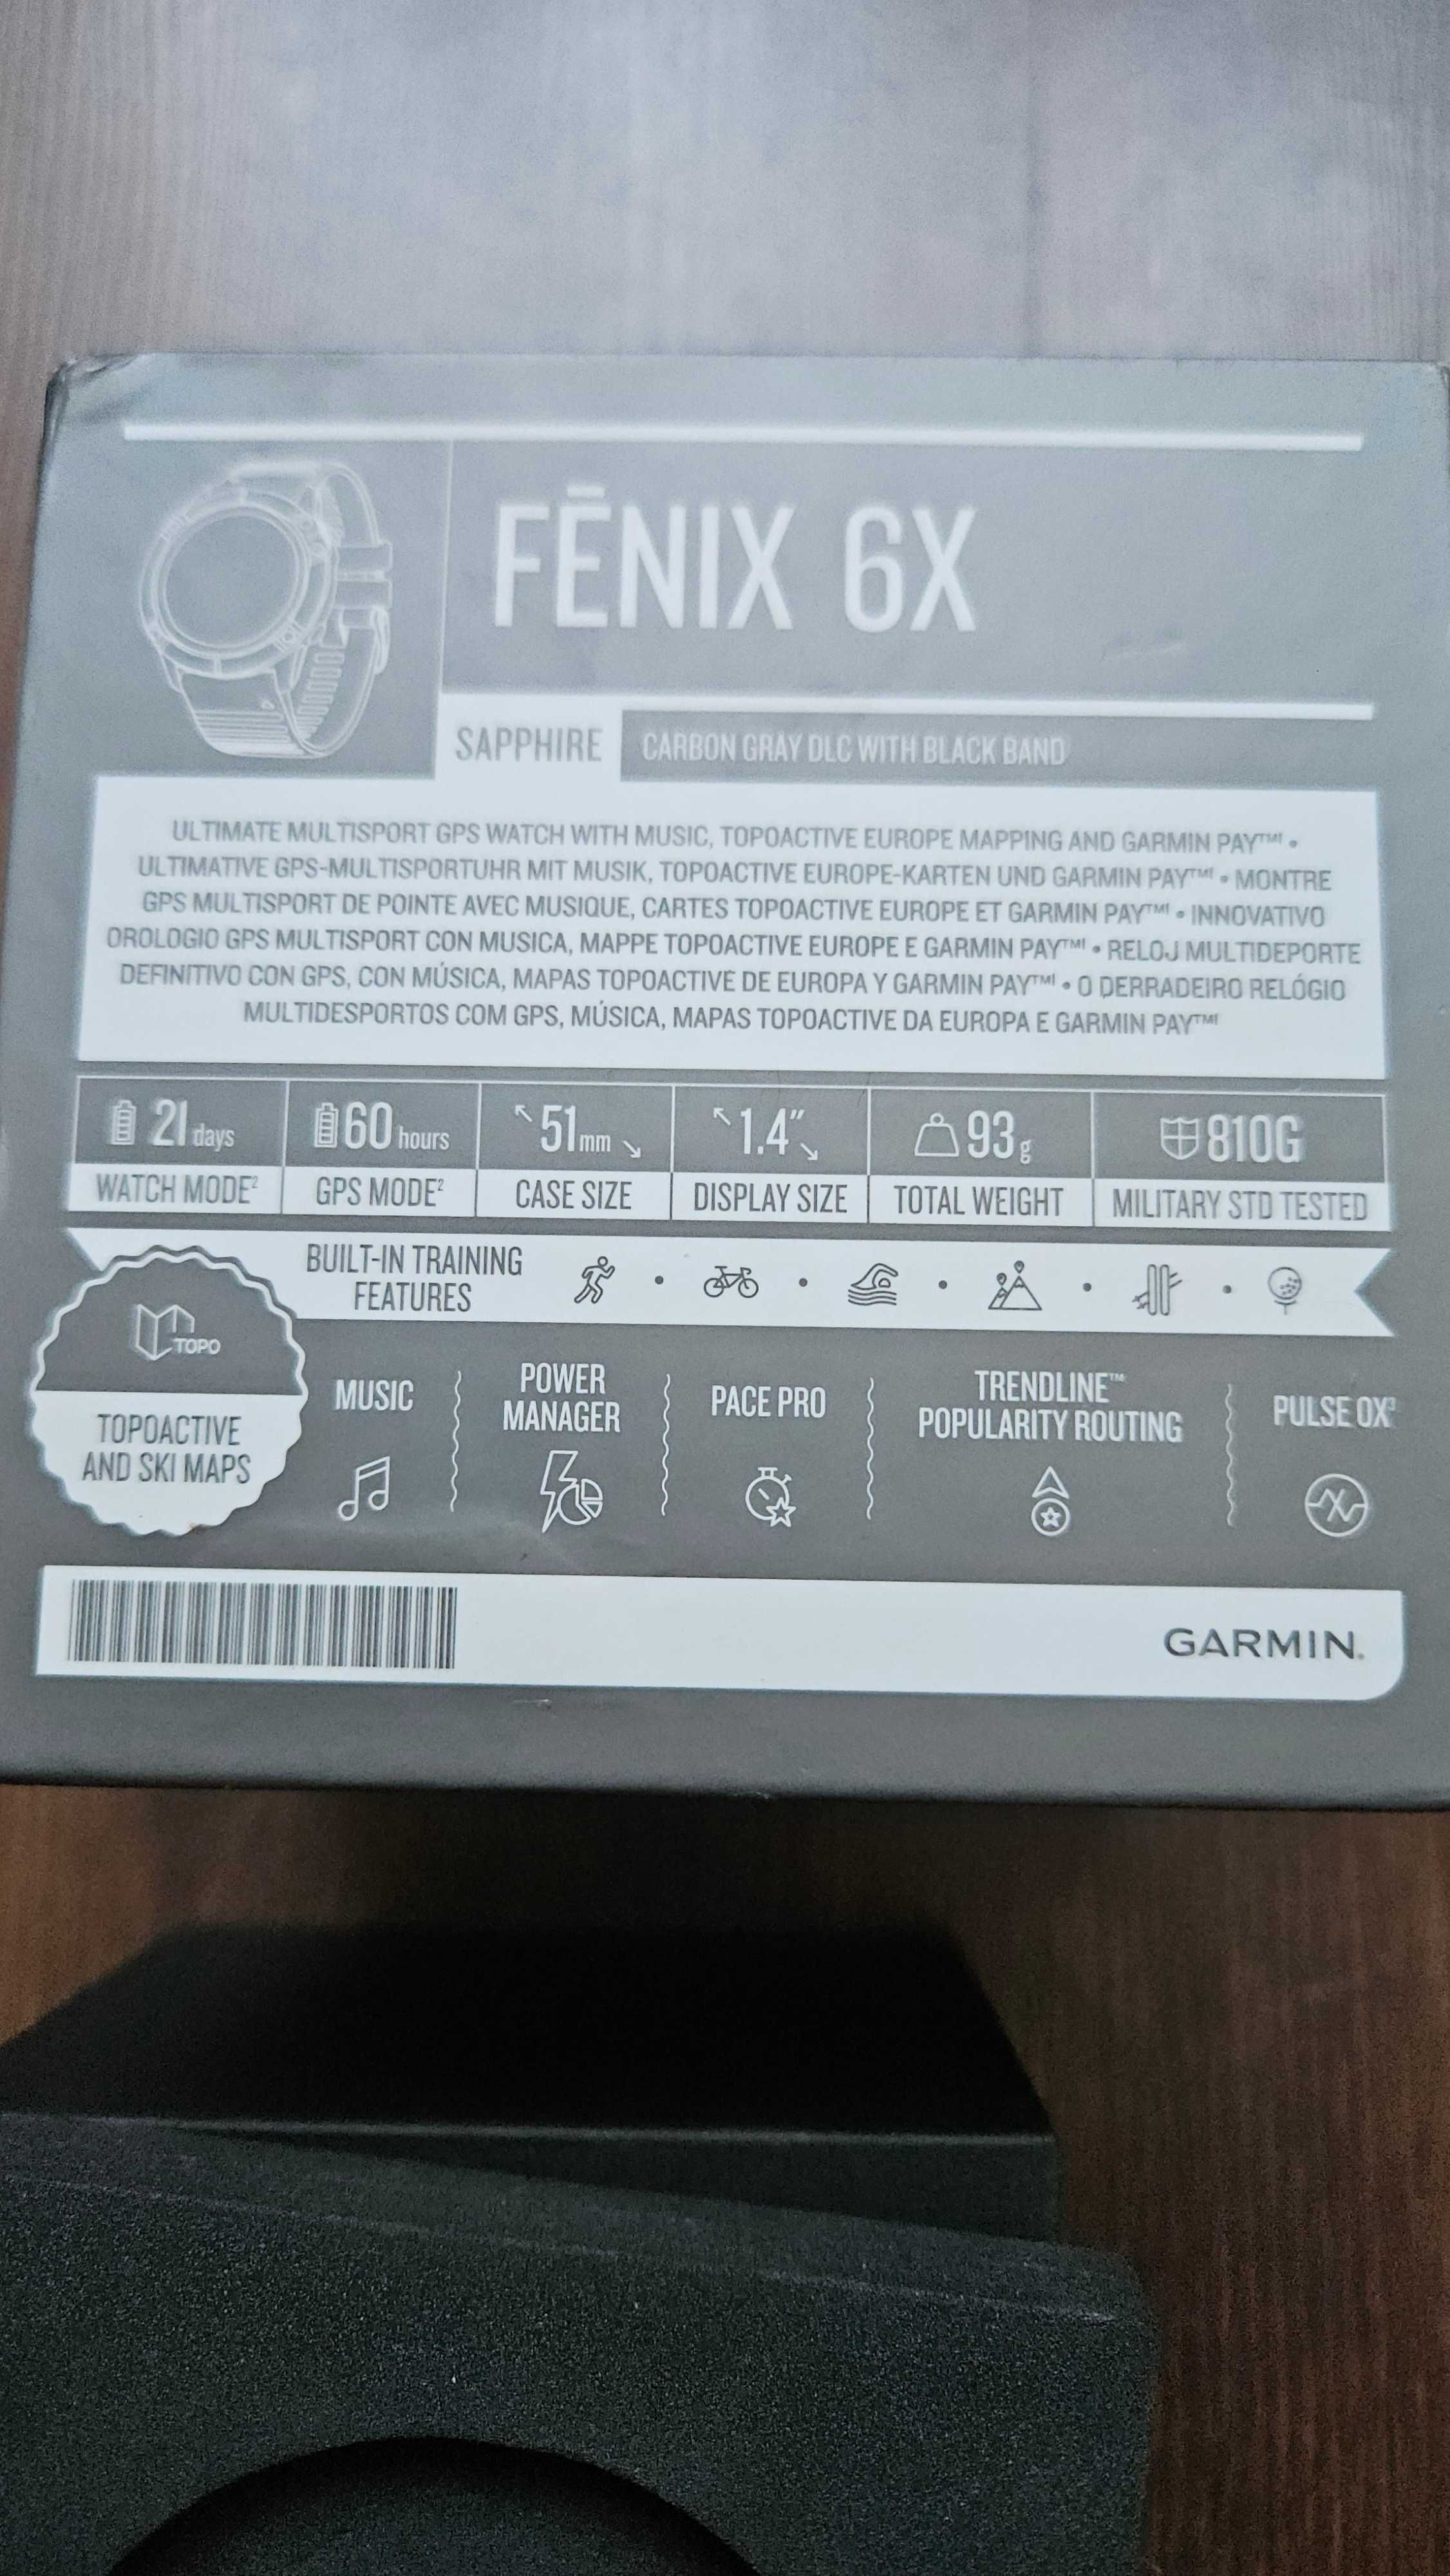 FĒNIX 6X
SAPPHIRE
CARBON GRAY DLC WITH BLACK BAND
ULTIMATE MULTISPORT GPS WATCH WITH MUSIC, TOPOACTIVE EUROPE MAPPING AND GARMIN PAY™¹ •
ULTIMATIVE GPS-MULTISPORTUHR MIT MUSIK, TOPOACTIVE EUROPE-KARTEN UND GARMIN PAY™¹ • MONTRE
GPS MULTISPORT DE POINTE AVEC MUSIQUE, CARTES TOPOACTIVE EUROPE ET GARMIN PAY™¹ • INNOVATIVO
OROLOGIO GPS MULTISPORT CON MUSICA, MAPPE TOPOACTIVE EUROPE E GARMIN PAY™¹ • RELOJ MULTIDEPORTE
DEFINITIVO CON GPS, CON MÚSICA, MAPAS TOPOACTIVE DE EUROPA Y GARMIN PAY™¹ • O DERRADEIRO RELÓGIO
MULTIDESPORTOS COM GPS, MÚSICA, MAPAS TOPOACTIVE DA EUROPA E GARMIN PAY™¹
21 days
WATCH MODE²
60 hours
GPS MODE²
51 mm
CASE SIZE
1.4″
DISPLAY SIZE
93 g
TOTAL WEIGHT
810G
MILITARY STD TESTED
BUILT-IN TRAINING
FEATURES
TOPO
TOPOACTIVE
AND SKI MAPS
MUSIC
POWER
MANAGER
PACE PRO
TRENDLINE™
POPULARITY ROUTING
PULSE OX³
GARMIN.